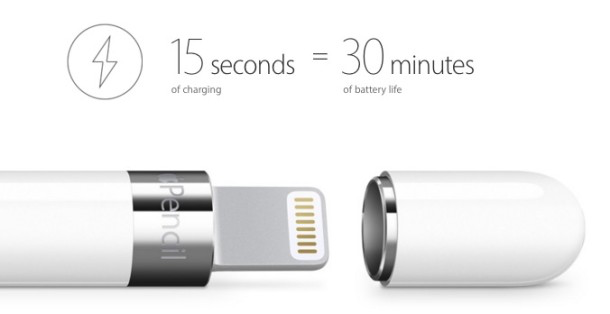 15 seconds = 30 minutes
of charging of battery life
Pencil